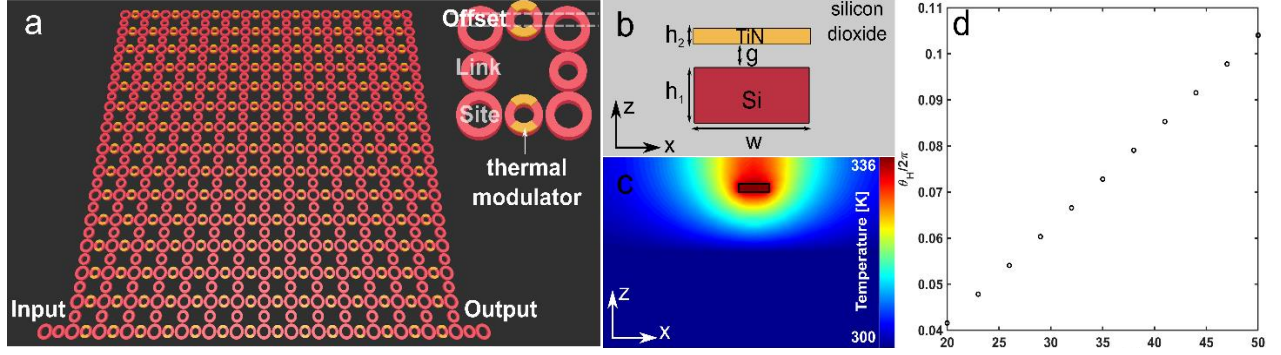 a
Offset
Link
Site
thermal
modulator
Input
Output
b
silicon
dioxide
h₂
TiN
g
h₁
Si
w
z
x
c
336
Temperature [K]
300
z
x
d
θ_H/2π
0.11
0.1
0.09
0.08
0.07
0.06
0.05
0.04
20 25 30 35 40 45 50